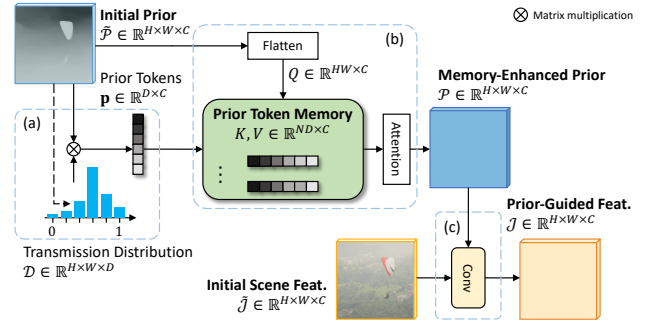 Initial Prior
𝒫̃ ∈ ℝ^{H×W×C}
⊗ Matrix multiplication
(b)
Flatten
Q ∈ ℝ^{HW×C}
Prior Tokens
𝐩 ∈ ℝ^{D×C}
(a)
Prior Token Memory
K, V ∈ ℝ^{ND×C}
⋮
Attention
Memory-Enhanced Prior
𝒫 ∈ ℝ^{H×W×C}
0 1
Transmission Distribution
𝒟 ∈ ℝ^{H×W×D}
Prior-Guided Feat.
𝒥 ∈ ℝ^{H×W×C}
(c)
Conv
Initial Scene Feat.
𝒥̃ ∈ ℝ^{H×W×C}